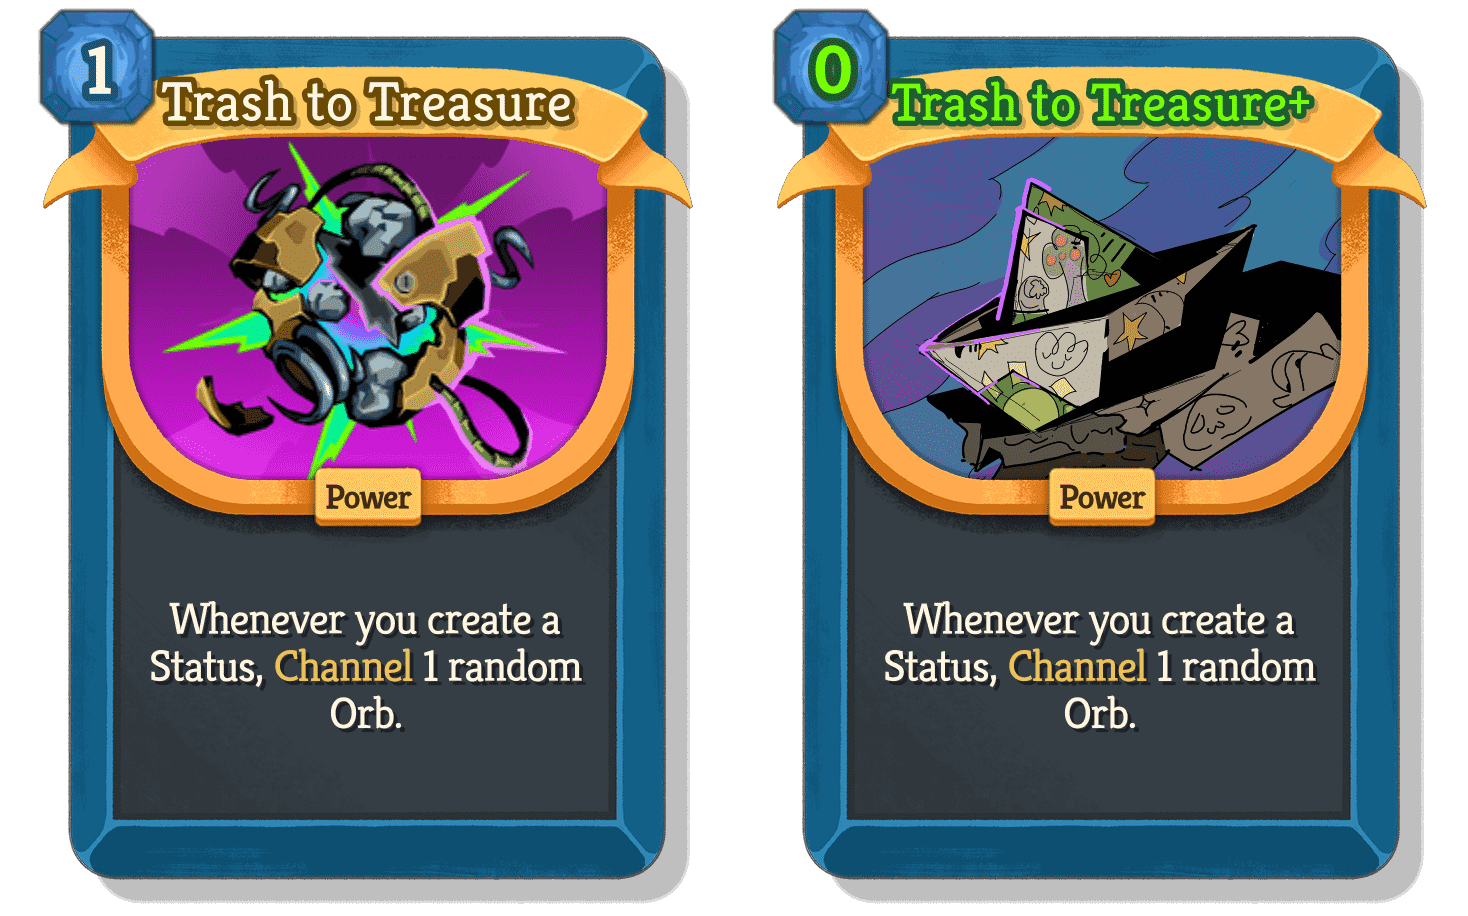 1
Trash to Treasure
Power
Whenever you create a
Status, Channel 1 random
Orb.
0
Trash to Treasure+
Power
Whenever you create a
Status, Channel 1 random
Orb.